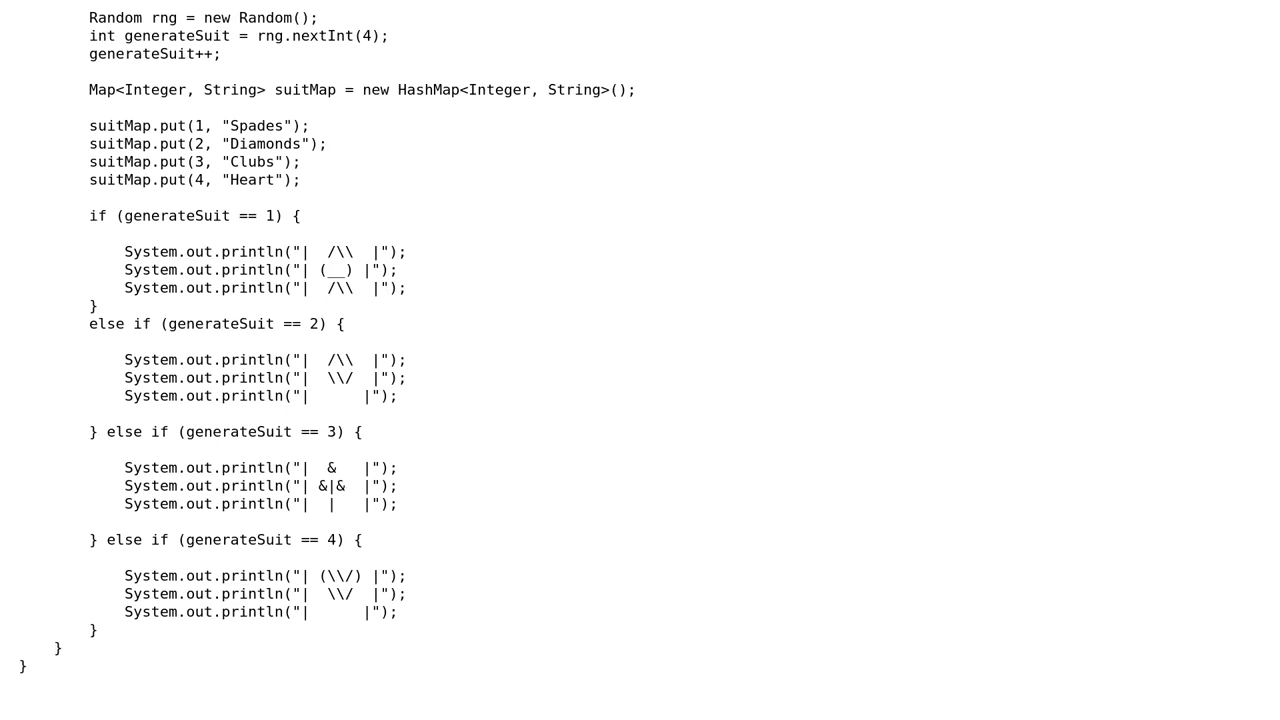 Random rng = new Random();
int generateSuit = rng.nextInt(4);
generateSuit++;

Map<Integer, String> suitMap = new HashMap<Integer, String>();

suitMap.put(1, "Spades");
suitMap.put(2, "Diamonds");
suitMap.put(3, "Clubs");
suitMap.put(4, "Heart");

if (generateSuit == 1) {

    System.out.println("|  /\\  |");
    System.out.println("| (__) |");
    System.out.println("|  /\\  |");
}
else if (generateSuit == 2) {

    System.out.println("|  /\\  |");
    System.out.println("|  \\/  |");
    System.out.println("|      |");

} else if (generateSuit == 3) {

    System.out.println("|  &   |");
    System.out.println("| &|&  |");
    System.out.println("|  |   |");

} else if (generateSuit == 4) {

    System.out.println("| (\\/) |");
    System.out.println("|  \\/  |");
    System.out.println("|      |");
}
}
}